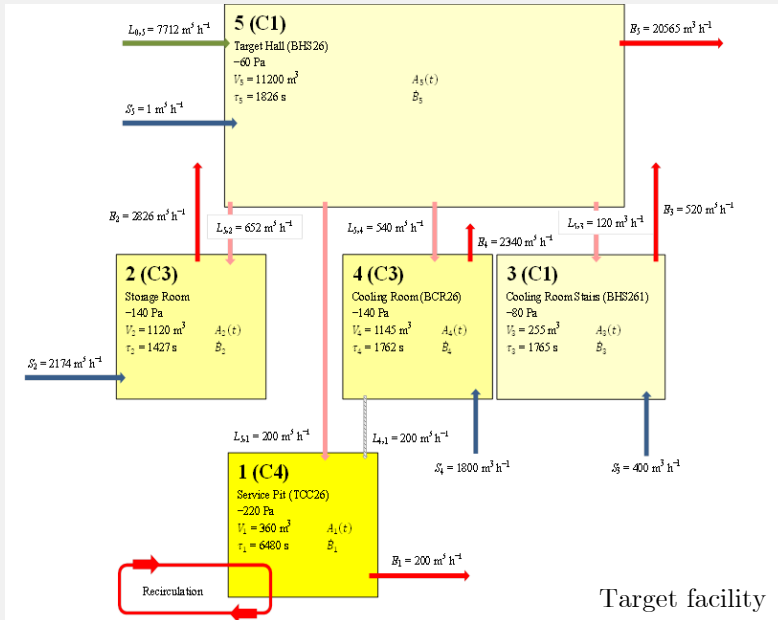 5 (C1)
Target Hall (BHS26)
−60 Pa
V₅ = 11200 m³ A₅(t)
τ₅ = 1826 s Ḃ₅
L₀,₅ = 7712 m³ h⁻¹
E₅ = 20565 m³ h⁻¹
S₅ = 1 m³ h⁻¹
E₂ = 2826 m³ h⁻¹
L₅,₂ = 652 m³ h⁻¹
L₅,₄ = 540 m³ h⁻¹
E₄ = 2340 m³ h⁻¹
L₅,₃ = 120 m³ h⁻¹
E₃ = 520 m³ h⁻¹
2 (C3)
Storage Room
−140 Pa
V₂ = 1120 m³ A₂(t)
τ₂ = 1427 s Ḃ₂
S₂ = 2174 m³ h⁻¹
4 (C3)
Cooling Room (BCR26)
−140 Pa
V₄ = 1145 m³ A₄(t)
τ₄ = 1762 s Ḃ₄
3 (C1)
Cooling Room Stairs (BHS261)
−80 Pa
V₃ = 255 m³ A₃(t)
τ₃ = 1765 s Ḃ₃
L₅,₁ = 200 m³ h⁻¹
L₄,₁ = 200 m³ h⁻¹
S₄ = 1800 m³ h⁻¹
S₃ = 400 m³ h⁻¹
1 (C4)
Service Pit (TCC26)
−220 Pa
V₁ = 360 m³ A₁(t)
τ₁ = 6480 s Ḃ₁
E₁ = 200 m³ h⁻¹
Recirculation
Target facility